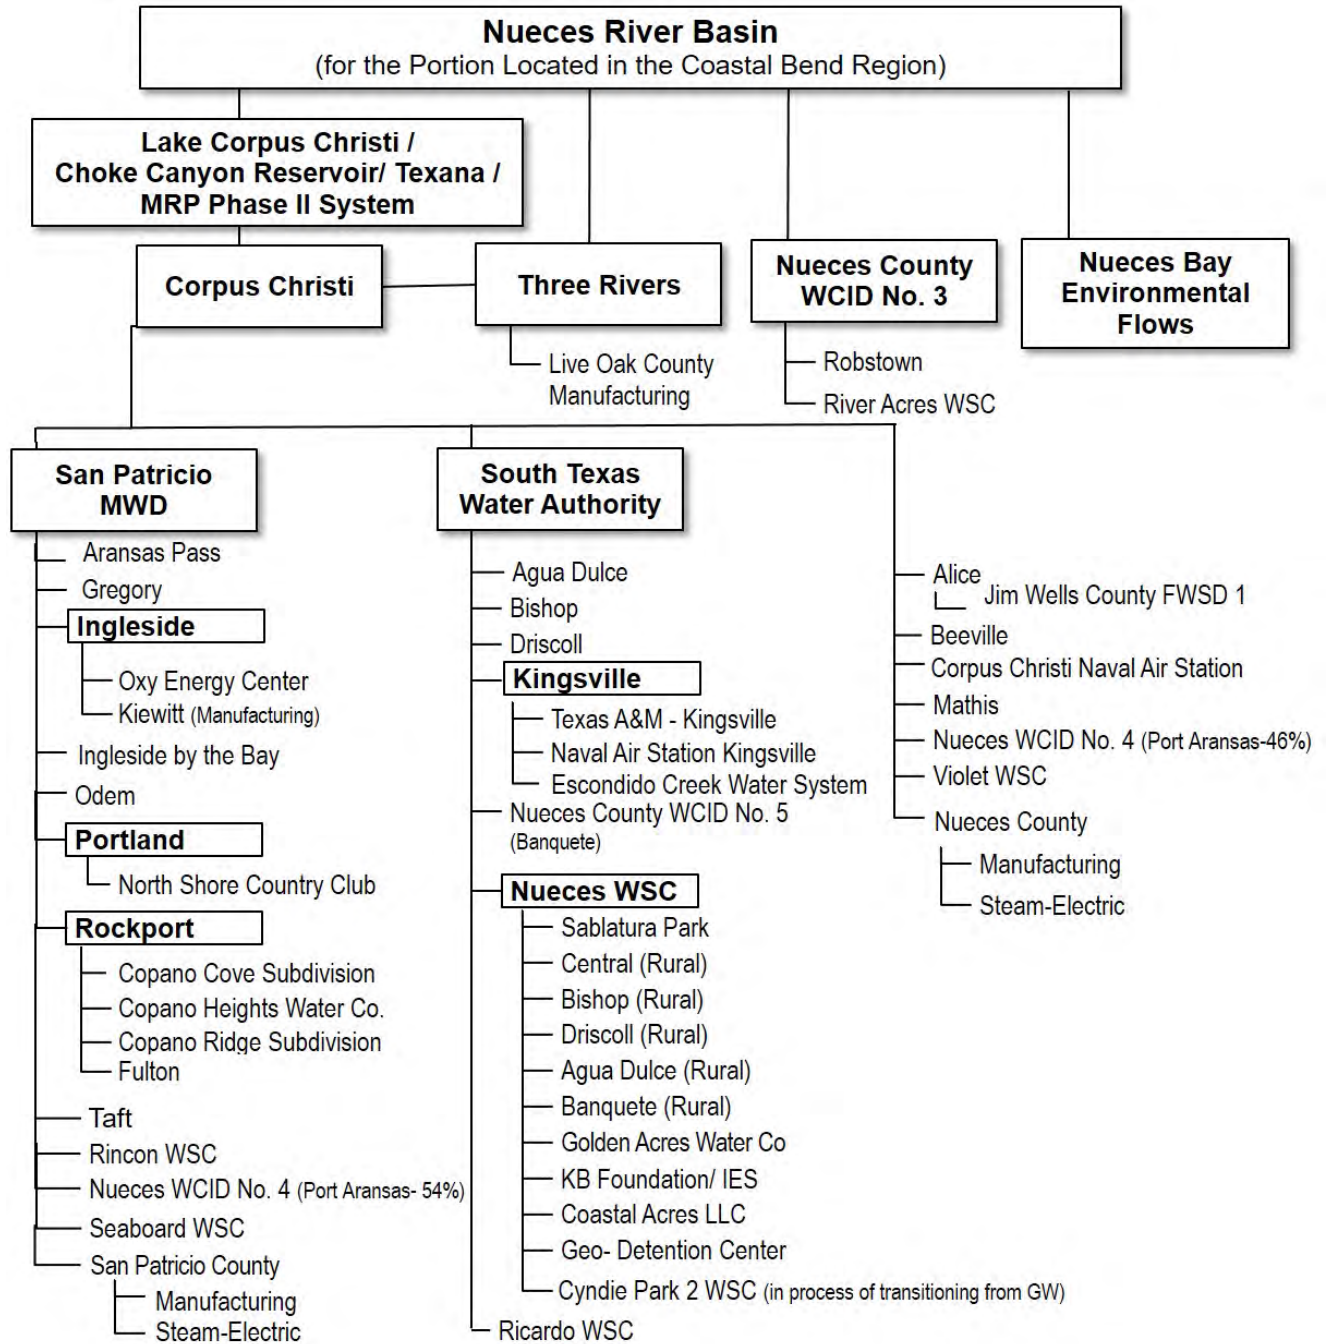 Nueces River Basin
(for the Portion Located in the Coastal Bend Region)
Lake Corpus Christi /
Choke Canyon Reservoir/ Texana /
MRP Phase II System
Corpus Christi
Three Rivers
Nueces County
WCID No. 3
Nueces Bay
Environmental
Flows
Live Oak County
Manufacturing
Robstown
River Acres WSC
San Patricio
MWD
Aransas Pass
Gregory
Ingleside
Oxy Energy Center
Kiewitt (Manufacturing)
Ingleside by the Bay
Odem
Portland
North Shore Country Club
Rockport
Copano Cove Subdivision
Copano Heights Water Co.
Copano Ridge Subdivision
Fulton
Taft
Rincon WSC
Nueces WCID No. 4 (Port Aransas- 54%)
Seaboard WSC
San Patricio County
Manufacturing
Steam-Electric
South Texas
Water Authority
Agua Dulce
Bishop
Driscoll
Kingsville
Texas A&M - Kingsville
Naval Air Station Kingsville
Escondido Creek Water System
Nueces County WCID No. 5
(Banquete)
Nueces WSC
Sablatura Park
Central (Rural)
Bishop (Rural)
Driscoll (Rural)
Agua Dulce (Rural)
Banquete (Rural)
Golden Acres Water Co
KB Foundation/ IES
Coastal Acres LLC
Geo- Detention Center
Cyndie Park 2 WSC (in process of transitioning from GW)
Ricardo WSC
Alice
Jim Wells County FWSD 1
Beeville
Corpus Christi Naval Air Station
Mathis
Nueces WCID No. 4 (Port Aransas-46%)
Violet WSC
Nueces County
Manufacturing
Steam-Electric